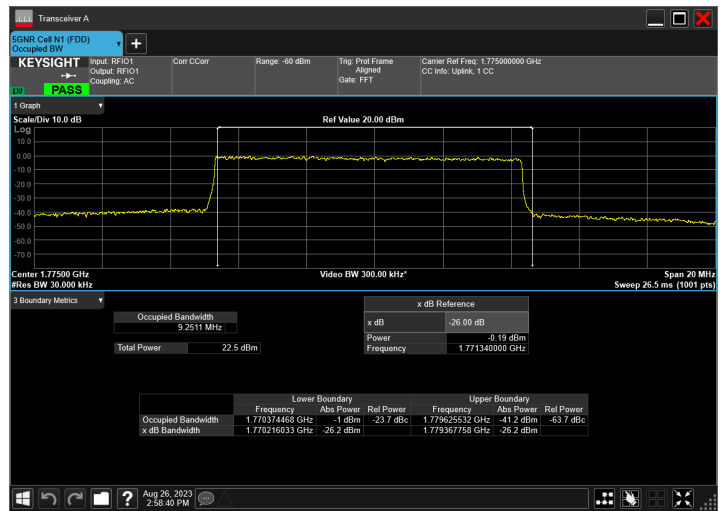 Transceiver A
5GNR Cell N1 (FDD)
Occupied BW
KEYSIGHT
LXI
PASS
Input: RFIO1
Output: RFIO1
Coupling: AC
Corr CCorr
Range: -60 dBm
Trig: Prot Frame
Aligned
Gate: FFT
Carrier Ref Freq: 1.775000000 GHz
CC Info: Uplink, 1 CC
1 Graph
Scale/Div 10.0 dB
Ref Value 20.00 dBm
Log
10.0
0.00
-10.0
-20.0
-30.0
-40.0
-50.0
-60.0
-70.0
Center 1.77500 GHz
Video BW 300.00 kHz*
Span 20 MHz
#Res BW 30.000 kHz
Sweep 26.5 ms (1001 pts)
3 Boundary Metrics
Occupied Bandwidth
9.2511 MHz
Total Power 22.5 dBm
x dB Reference
x dB -26.00 dB
Power -0.19 dBm
Frequency 1.771340000 GHz
Lower Boundary Upper Boundary
Frequency Abs Power Rel Power Frequency Abs Power Rel Power
Occupied Bandwidth 1.770374468 GHz -1 dBm -23.7 dBc 1.779625532 GHz -41.2 dBm -63.7 dBc
x dB Bandwidth 1.770216033 GHz -26.2 dBm 1.779367758 GHz -26.2 dBm
?
Aug 26, 2023
2:58:40 PM